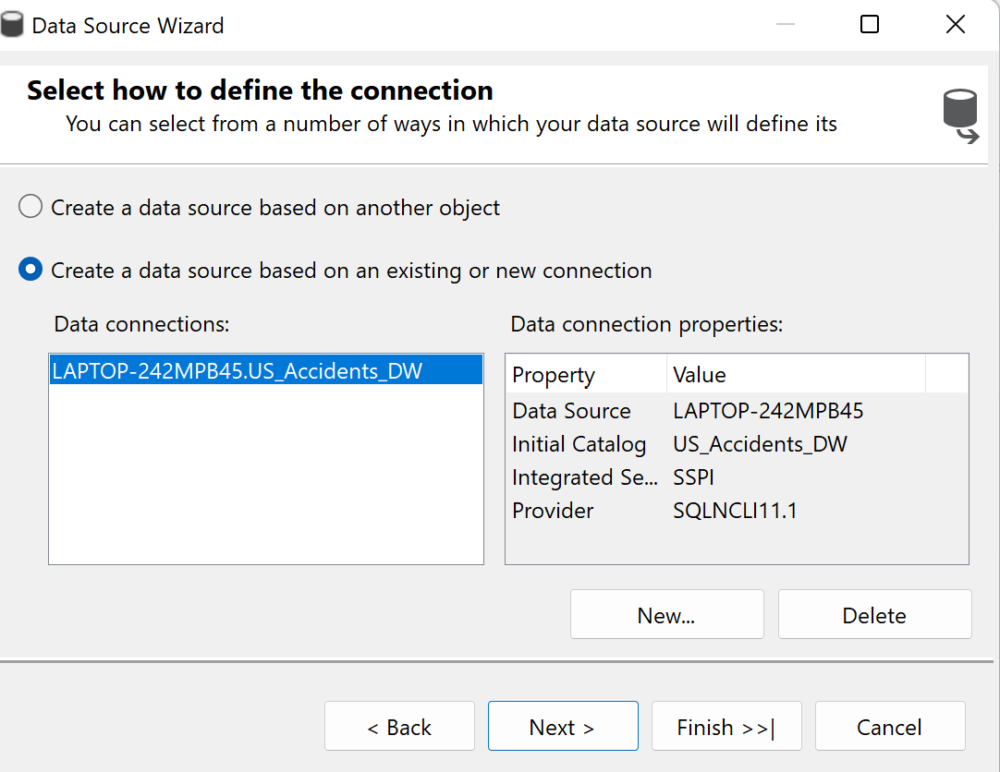 Data Source Wizard
Select how to define the connection
You can select from a number of ways in which your data source will define its
Create a data source based on another object
Create a data source based on an existing or new connection
Data connections:
Data connection properties:
LAPTOP-242MPB45.US_Accidents_DW
Property Value
Data Source LAPTOP-242MPB45
Initial Catalog US_Accidents_DW
Integrated Se... SSPI
Provider SQLNCLI11.1
New... Delete
< Back Next > Finish >>| Cancel